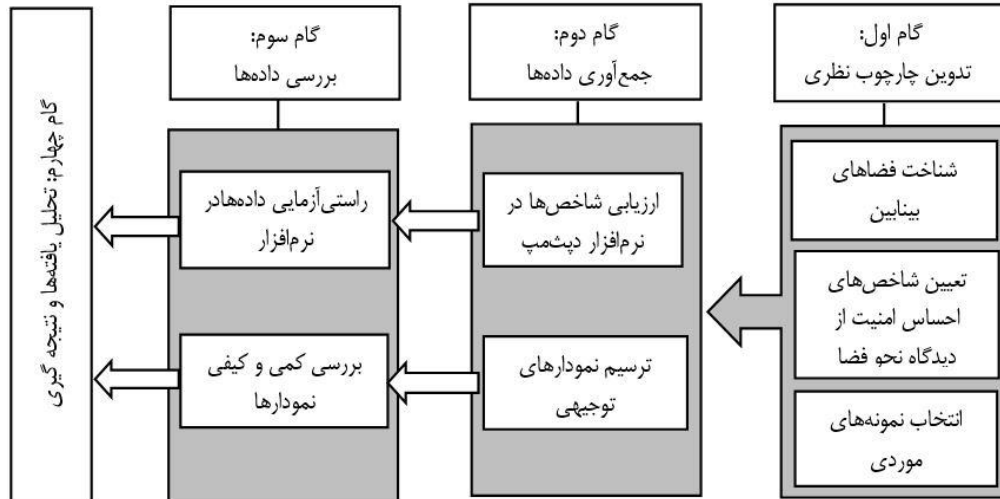 گام اول:
تدوین چارچوب نظری
شناخت فضاهای
بینابین
تعیین شاخص‌های
احساس امنیت از
دیدگاه نحو فضا
انتخاب نمونه‌های
موردی
گام دوم:
جمع‌آوری داده‌ها
ارزیابی شاخص‌ها در
نرم‌افزار دپث‌مپ
ترسیم نمودارهای
توجیهی
گام سوم:
بررسی داده‌ها
راستی‌آزمایی داده‌هادر
نرم‌افزار
بررسی کمی و کیفی
نمودارها
گام چهارم: تحلیل یافته‌ها و نتیجه گیری